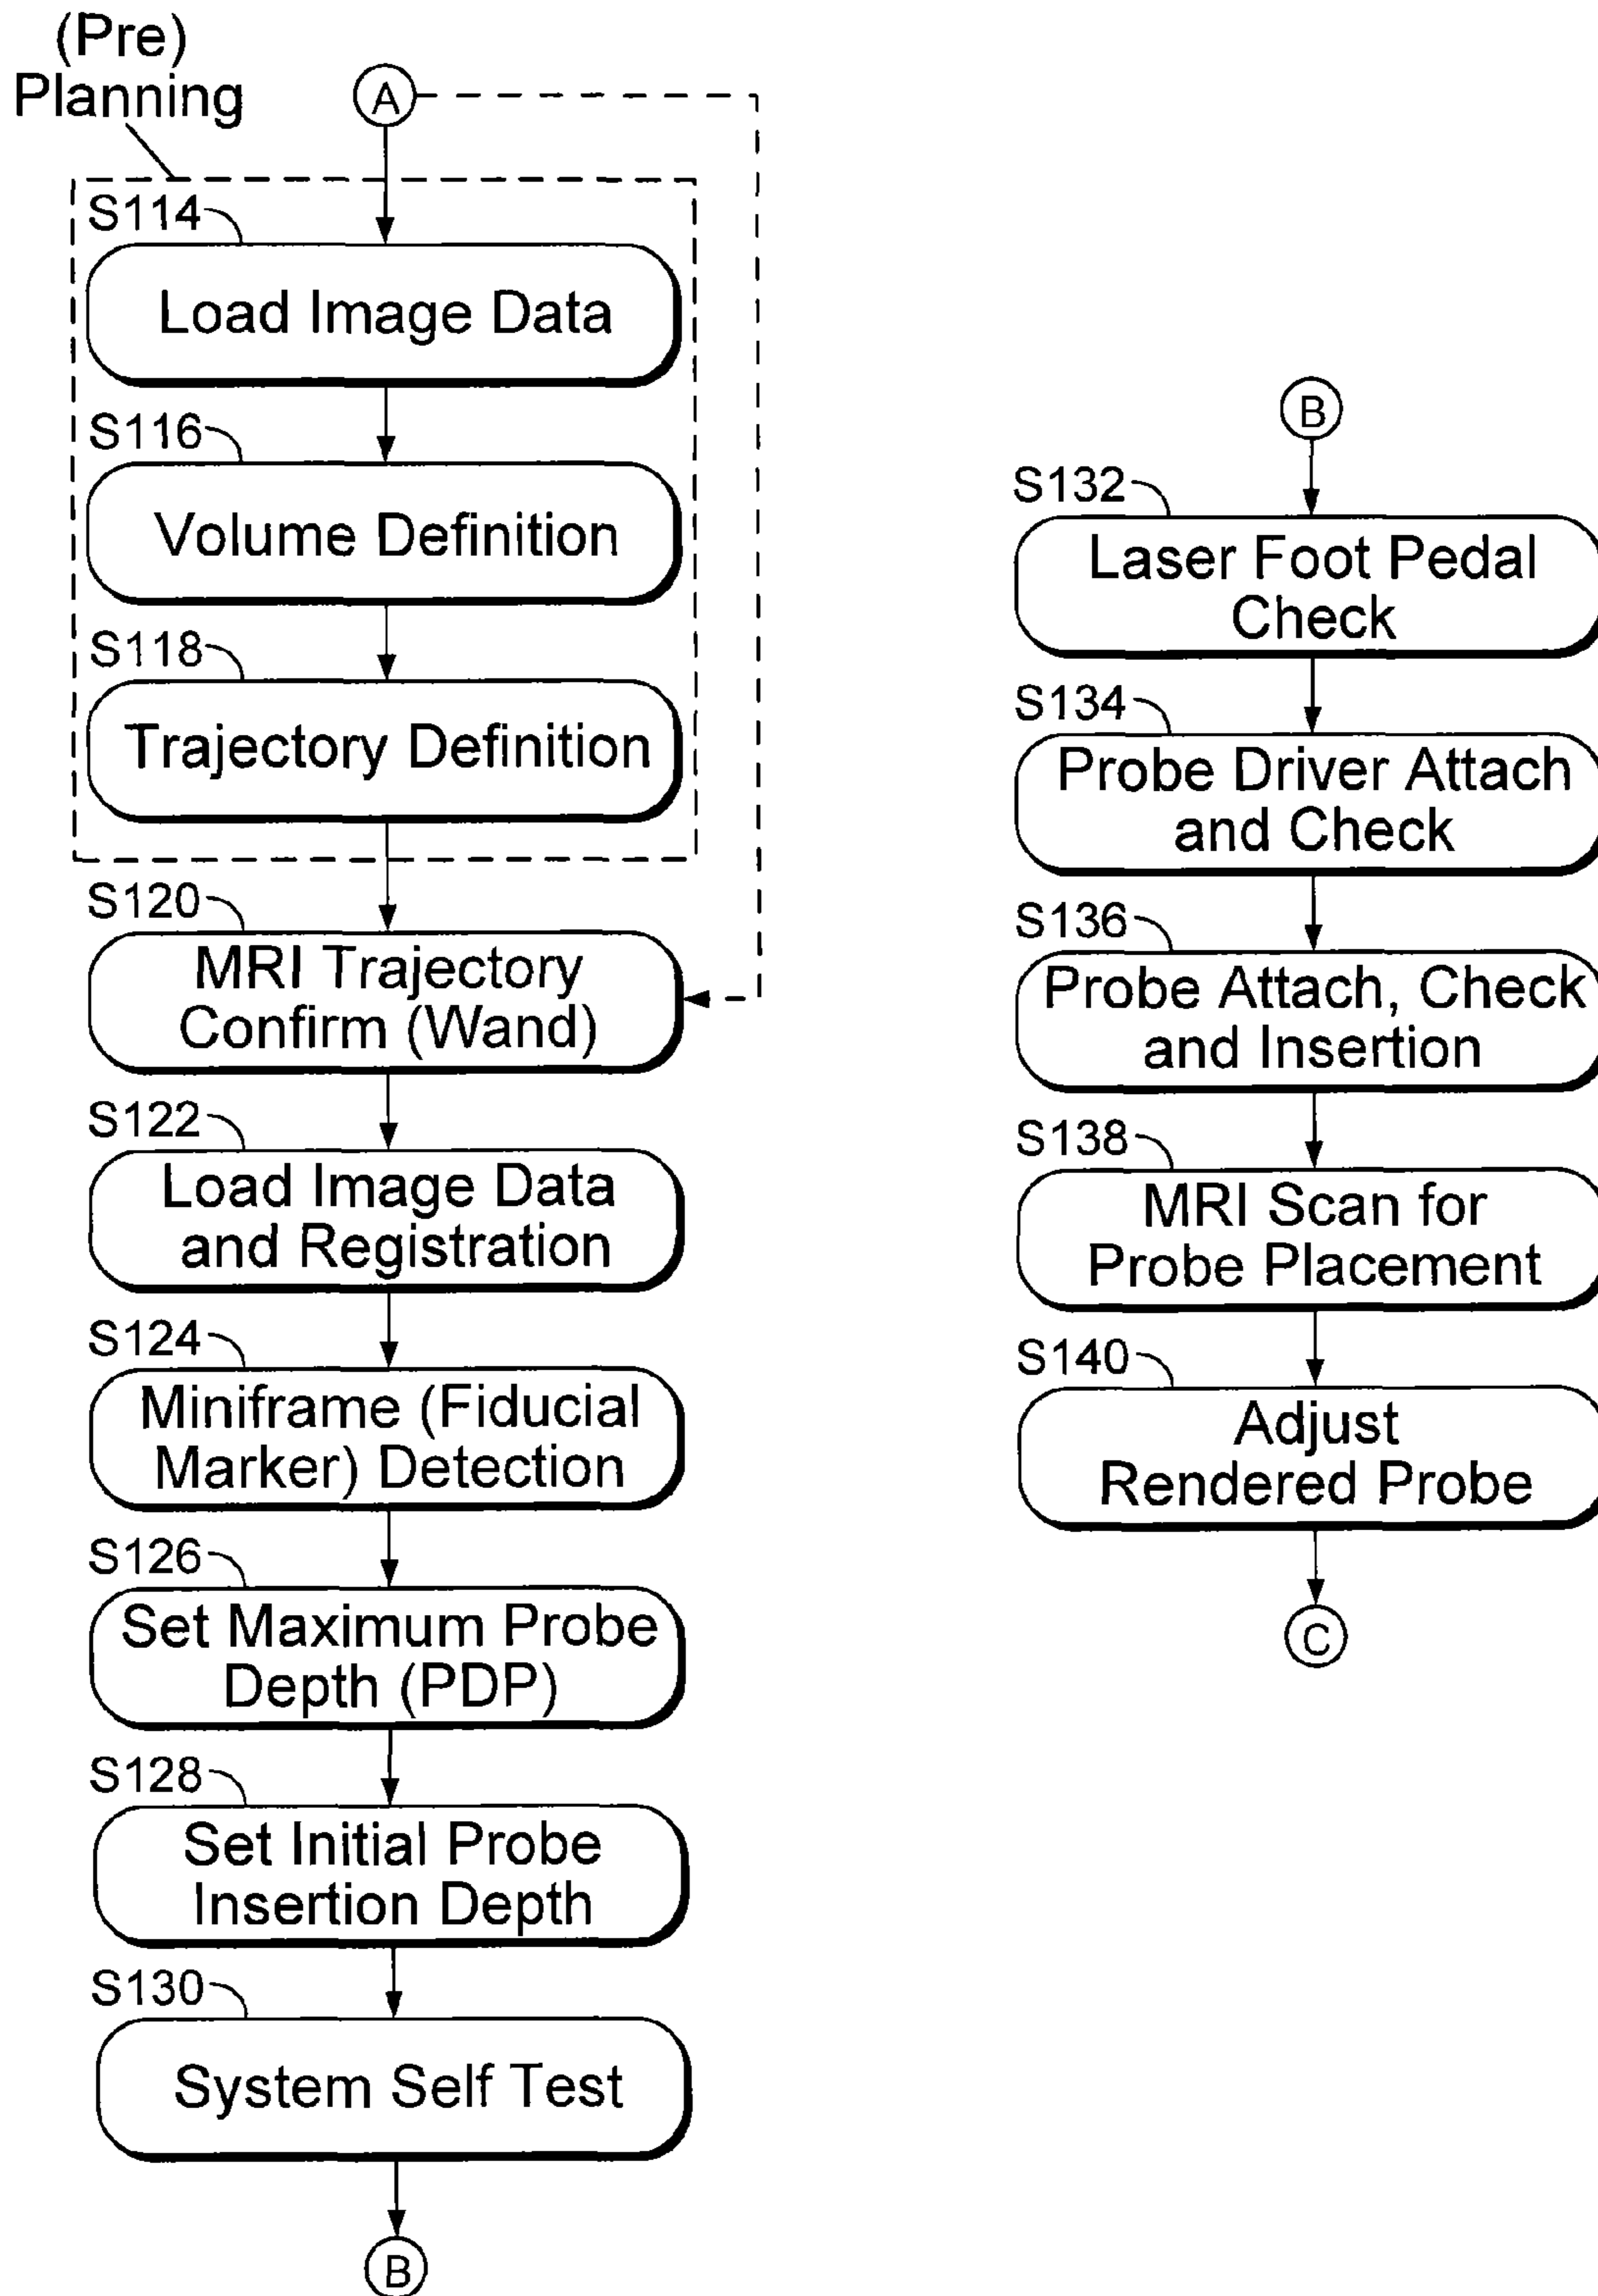 (Pre)
Planning
A
S114
Load Image Data
S116
Volume Definition
S118
Trajectory Definition
S120
MRI Trajectory
Confirm (Wand)
S122
Load Image Data
and Registration
S124
Miniframe (Fiducial
Marker) Detection
S126
Set Maximum Probe
Depth (PDP)
S128
Set Initial Probe
Insertion Depth
S130
System Self Test
B
B
S132
Laser Foot Pedal
Check
S134
Probe Driver Attach
and Check
S136
Probe Attach, Check
and Insertion
S138
MRI Scan for
Probe Placement
S140
Adjust
Rendered Probe
C